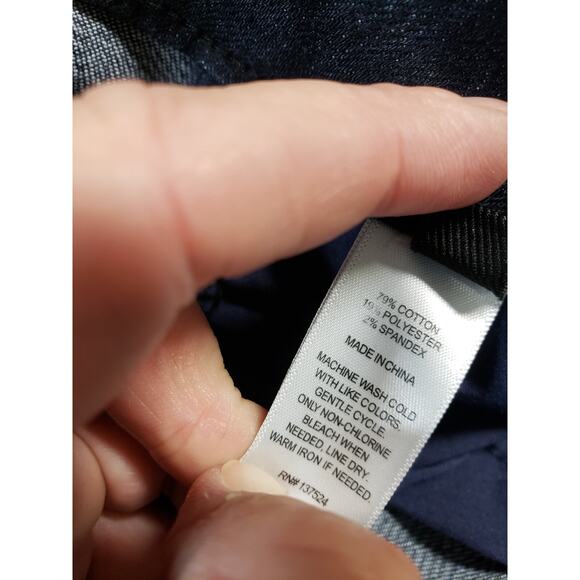 79% COTTON
19% POLYESTER
2% SPANDEX
MADE IN CHINA
MACHINE WASH COLD
WITH LIKE COLORS.
GENTLE CYCLE.
ONLY NON-CHLORINE
BLEACH WHEN
NEEDED. LINE DRY.
WARM IRON IF NEEDED.
RN# 137524